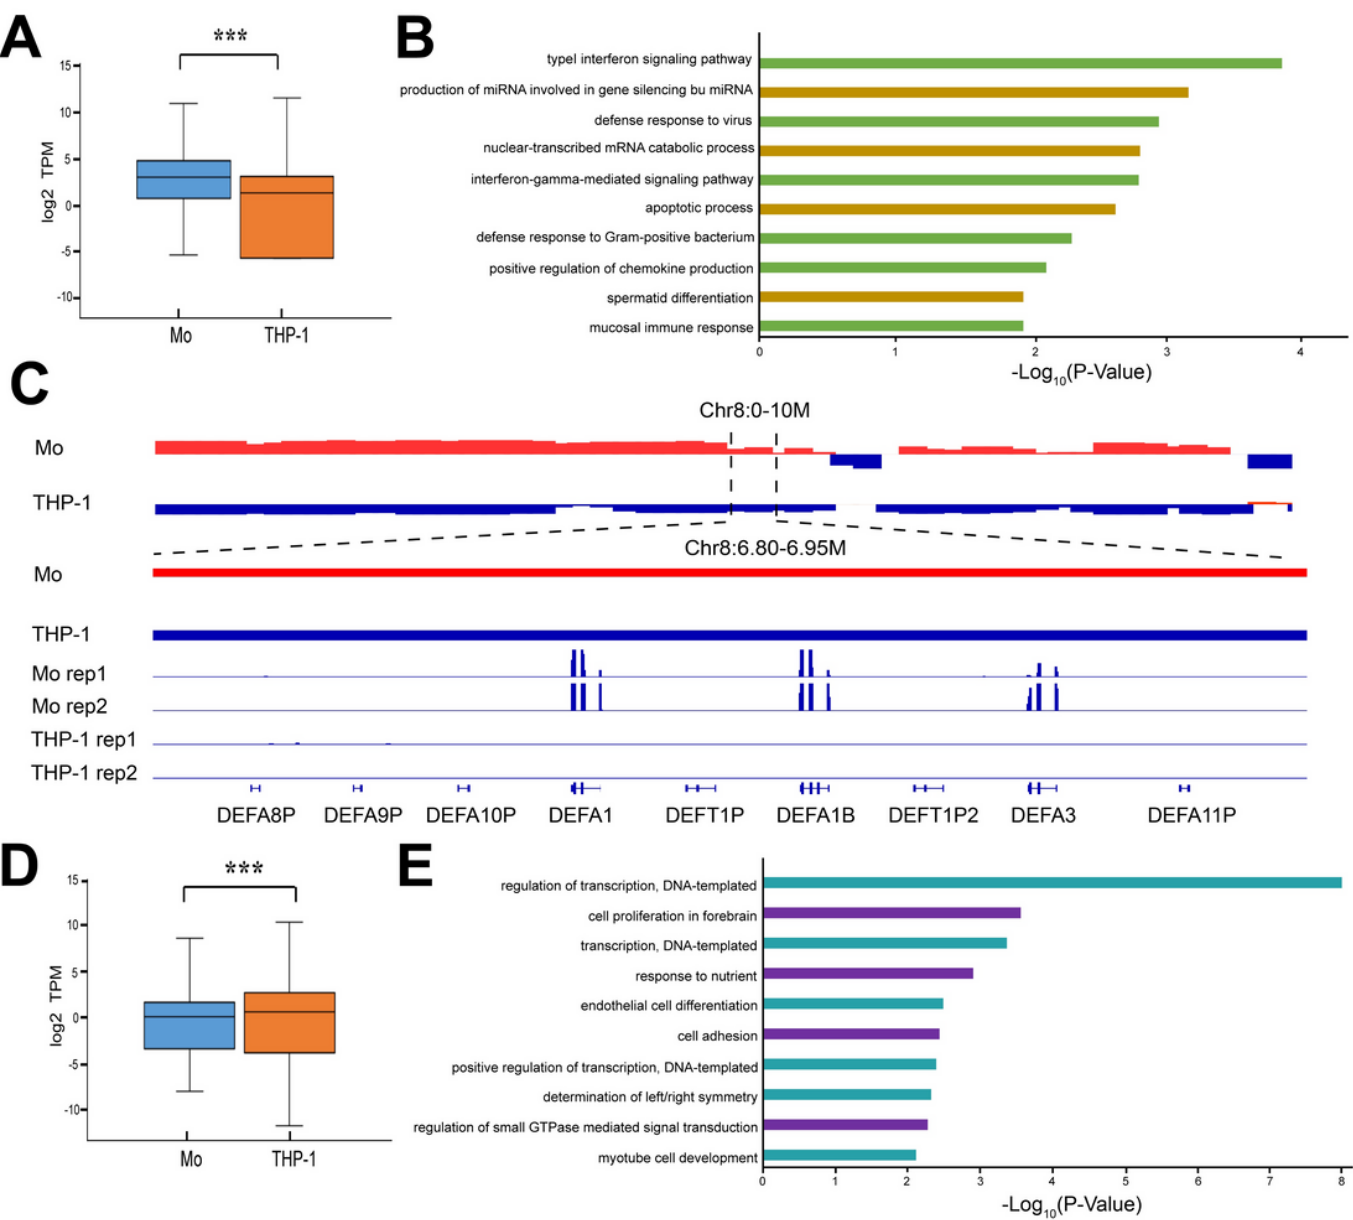 A
***
15
10
5
0
-5
-10
log2 TPM
Mo
THP-1
B
typeI interferon signaling pathway
production of miRNA involved in gene silencing bu miRNA
defense response to virus
nuclear-transcribed mRNA catabolic process
interferon-gamma-mediated signaling pathway
apoptotic process
defense response to Gram-positive bacterium
positive regulation of chemokine production
spermatid differentiation
mucosal immune response
0 1 2 3 4
-Log10(P-Value)
C
Chr8:0-10M
Mo
THP-1
Chr8:6.80-6.95M
Mo
THP-1
Mo rep1
Mo rep2
THP-1 rep1
THP-1 rep2
DEFA8P DEFA9P DEFA10P DEFA1 DEFT1P DEFA1B DEFT1P2 DEFA3 DEFA11P
D
***
15
10
5
0
-5
-10
log2 TPM
Mo
THP-1
E
regulation of transcription, DNA-templated
cell proliferation in forebrain
transcription, DNA-templated
response to nutrient
endothelial cell differentiation
cell adhesion
positive regulation of transcription, DNA-templated
determination of left/right symmetry
regulation of small GTPase mediated signal transduction
myotube cell development
0 1 2 3 4 5 6 7 8
-Log10(P-Value)